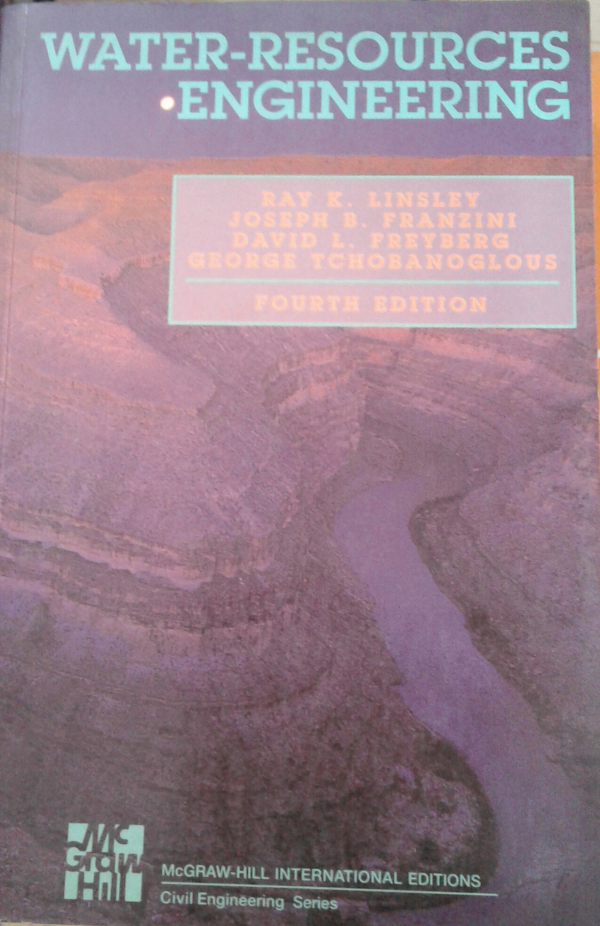 WATER-RESOURCES
•ENGINEERING
RAY K. LINSLEY
JOSEPH B. FRANZINI
DAVID L. FREYBERG
GEORGE TCHOBANOGLOUS
FOURTH EDITION
Mc
Graw
Hill
McGRAW-HILL INTERNATIONAL EDITIONS
Civil Engineering Series